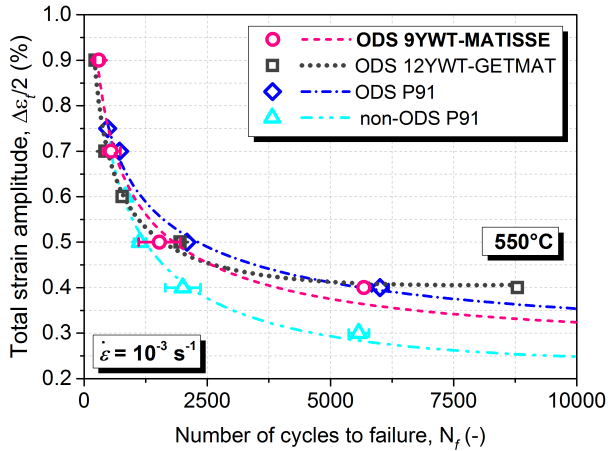 Total strain amplitude, Δεt/2 (%)
1.0
0.9
0.8
0.7
0.6
0.5
0.4
0.3
0.2
ODS 9YWT-MATISSE
ODS 12YWT-GETMAT
ODS P91
non-ODS P91
550°C
ε̇ = 10⁻³ s⁻¹
0 2500 5000 7500 10000
Number of cycles to failure, Nf (-)